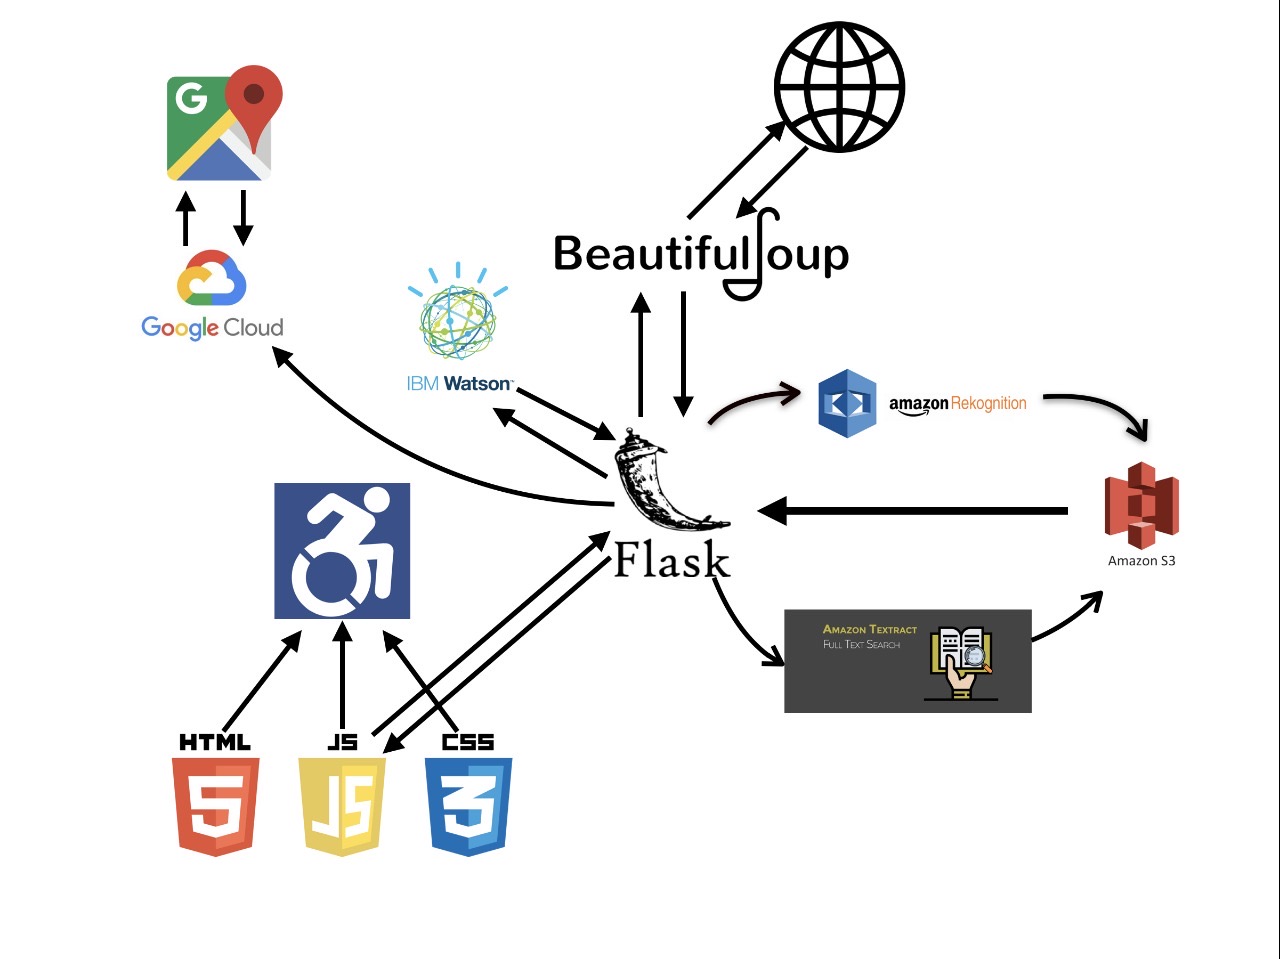 G
Google Cloud
IBM Watson™
BeautifulSoup
amazon Rekognition
Amazon S3
Flask
AMAZON TEXTRACT
FULL TEXT SEARCH
HTML
JS
CSS
5
JS
3